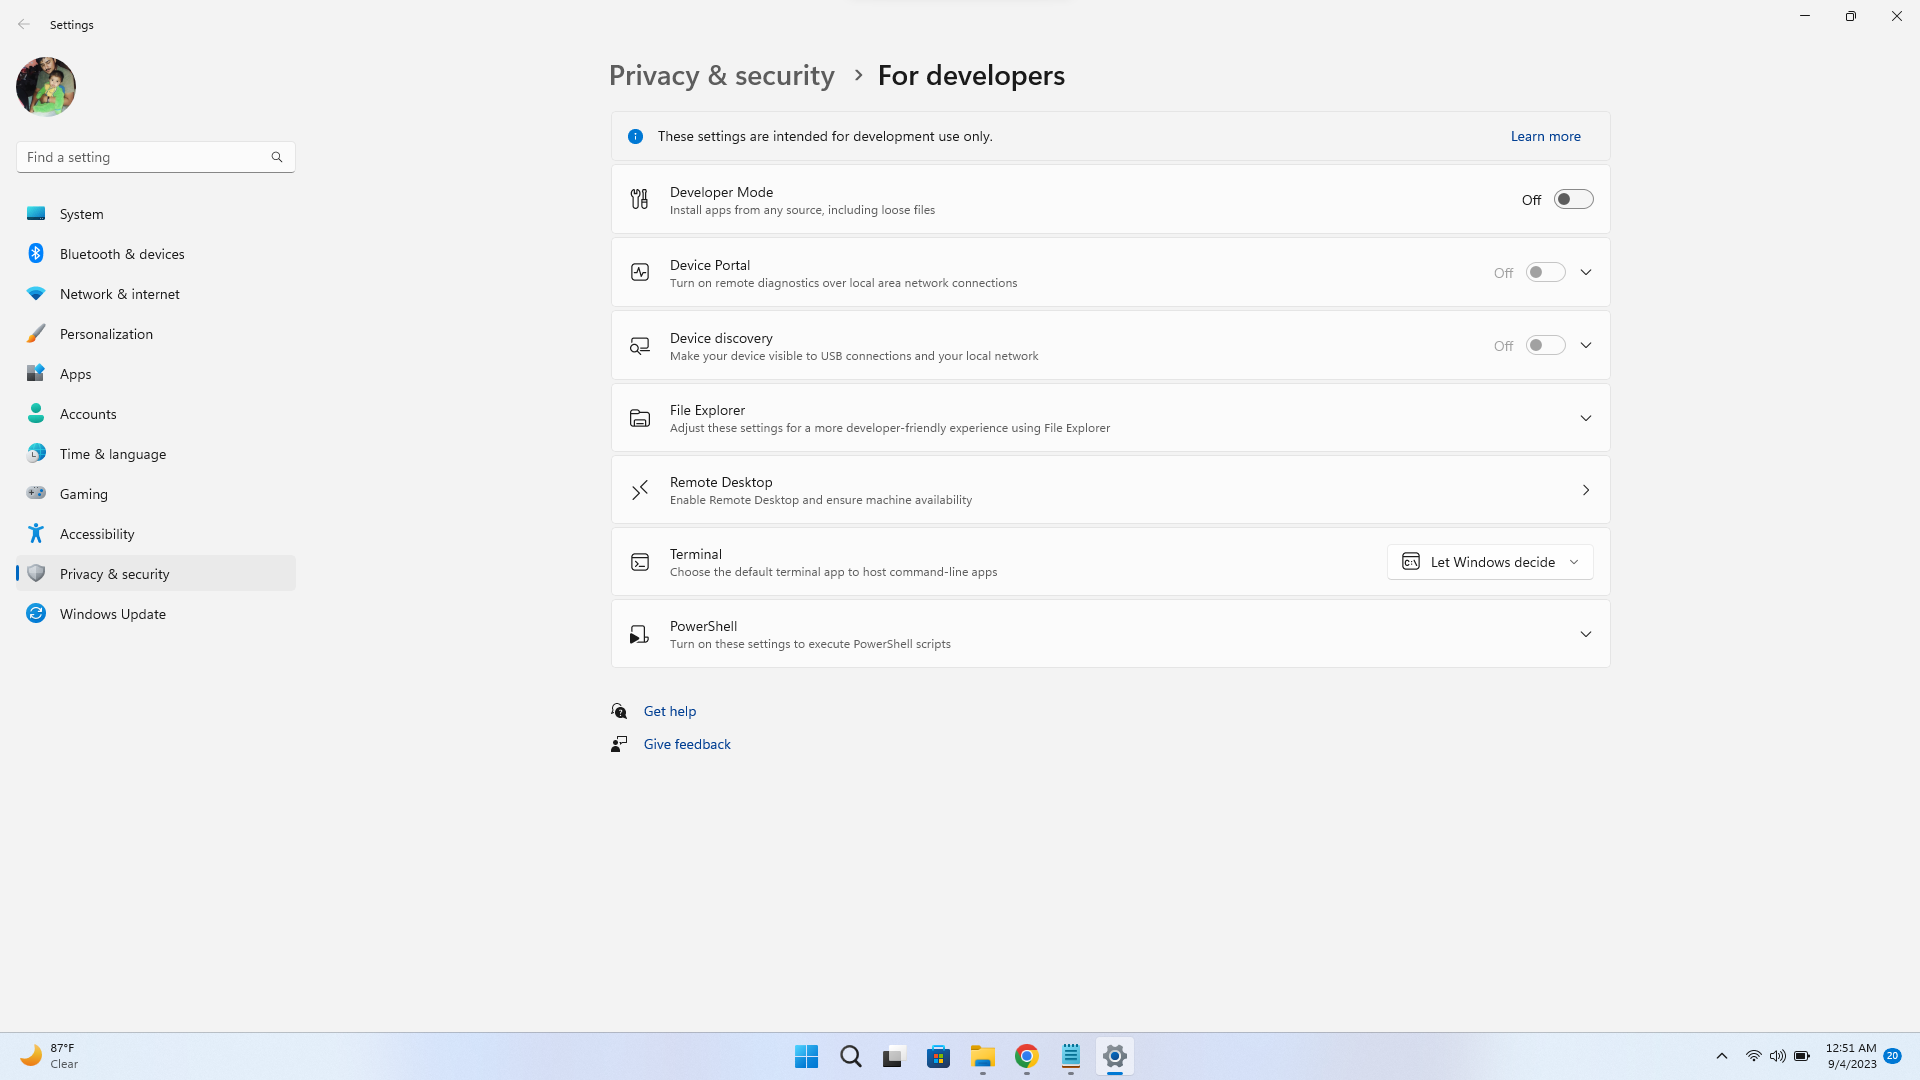 Settings
Find a setting
System
Bluetooth & devices
Network & internet
Personalization
Apps
Accounts
Time & language
Gaming
Accessibility
Privacy & security
Windows Update
Privacy & security > For developers
These settings are intended for development use only.
Learn more
Developer Mode
Install apps from any source, including loose files
Off
Device Portal
Turn on remote diagnostics over local area network connections
Off
Device discovery
Make your device visible to USB connections and your local network
Off
File Explorer
Adjust these settings for a more developer-friendly experience using File Explorer
Remote Desktop
Enable Remote Desktop and ensure machine availability
Terminal
Choose the default terminal app to host command-line apps
Let Windows decide
PowerShell
Turn on these settings to execute PowerShell scripts
Get help
Give feedback
87°F
Clear
12:51 AM
9/4/2023
20